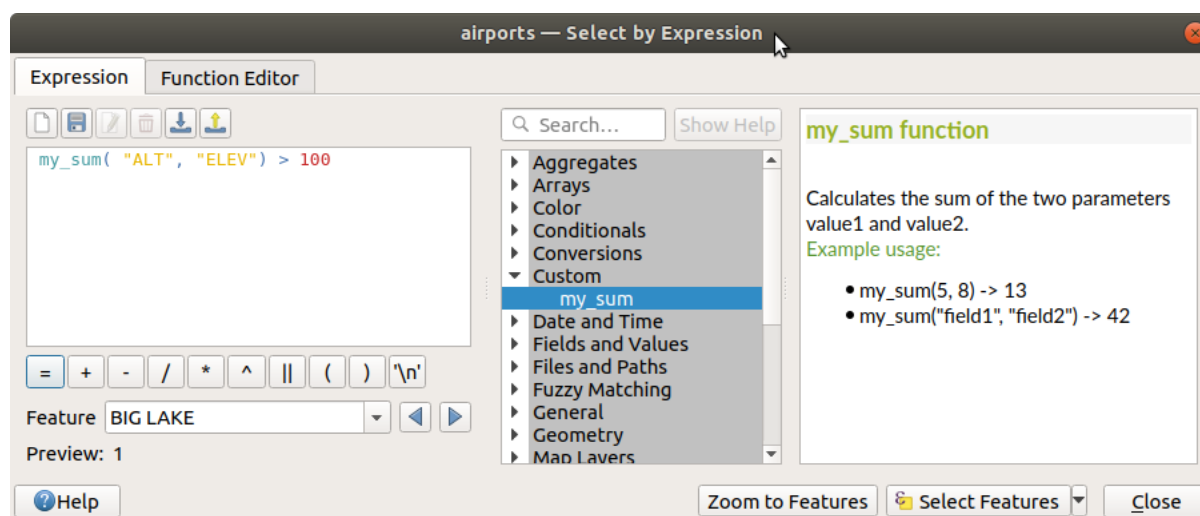 airports — Select by Expression
Expression
Function Editor
my_sum( "ALT", "ELEV") > 100
= + - / * ^ || ( ) '\n'
Feature BIG LAKE
Preview: 1
Search...
Show Help
Aggregates
Arrays
Color
Conditionals
Conversions
Custom
my_sum
Date and Time
Fields and Values
Files and Paths
Fuzzy Matching
General
Geometry
Map Layers
my_sum function
Calculates the sum of the two parameters
value1 and value2.
Example usage:
• my_sum(5, 8) -> 13
• my_sum("field1", "field2") -> 42
Help
Zoom to Features
Select Features
Close